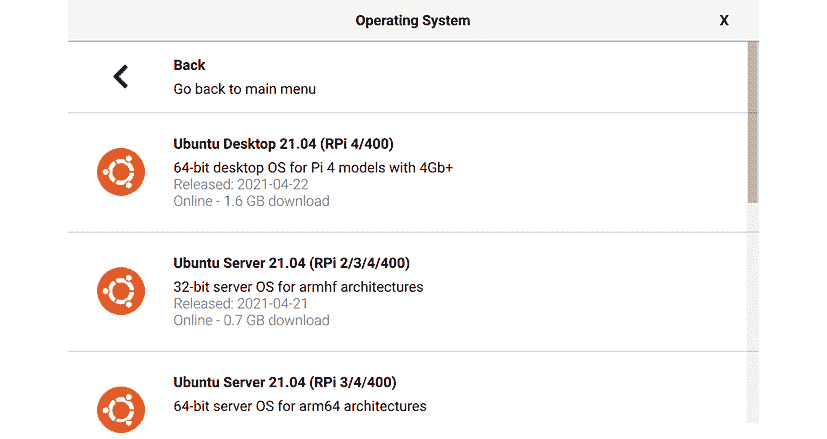 Operating System
X
Back
Go back to main menu
Ubuntu Desktop 21.04 (RPi 4/400)
64-bit desktop OS for Pi 4 models with 4Gb+
Released: 2021-04-22
Online - 1.6 GB download
Ubuntu Server 21.04 (RPi 2/3/4/400)
32-bit server OS for armhf architectures
Released: 2021-04-21
Online - 0.7 GB download
Ubuntu Server 21.04 (RPi 3/4/400)
64-bit server OS for arm64 architectures